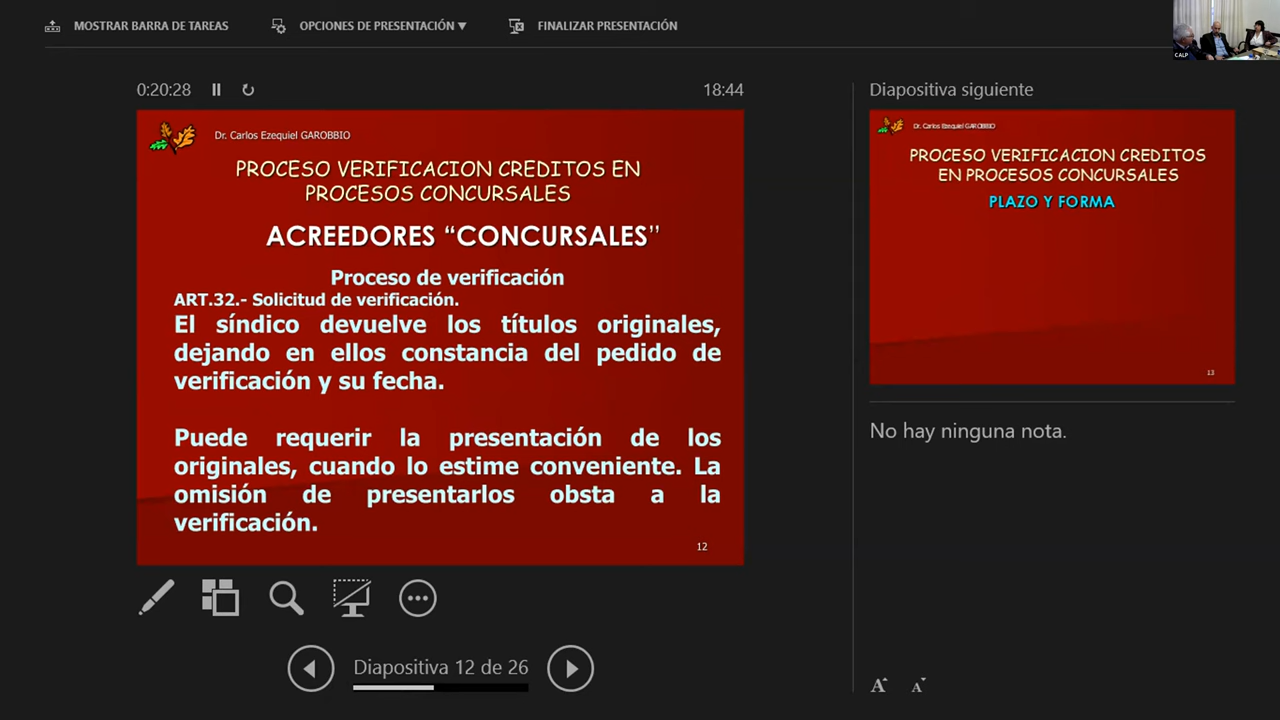 MOSTRAR BARRA DE TAREAS
OPCIONES DE PRESENTACIÓN ▼
FINALIZAR PRESENTACIÓN
CALP
0:20:28
18:44
Dr. Carlos Ezequiel GAROBBIO
PROCESO VERIFICACION CREDITOS EN
PROCESOS CONCURSALES
ACREEDORES “CONCURSALES”
Proceso de verificación
ART.32.- Solicitud de verificación.
El síndico devuelve los títulos originales,
dejando en ellos constancia del pedido de
verificación y su fecha.
Puede requerir la presentación de los
originales, cuando lo estime conveniente. La
omisión de presentarlos obsta a la
verificación.
12
Diapositiva 12 de 26
Diapositiva siguiente
Dr. Carlos Ezequiel GAROBBIO
PROCESO VERIFICACION CREDITOS
EN PROCESOS CONCURSALES
PLAZO Y FORMA
13
No hay ninguna nota.
A A